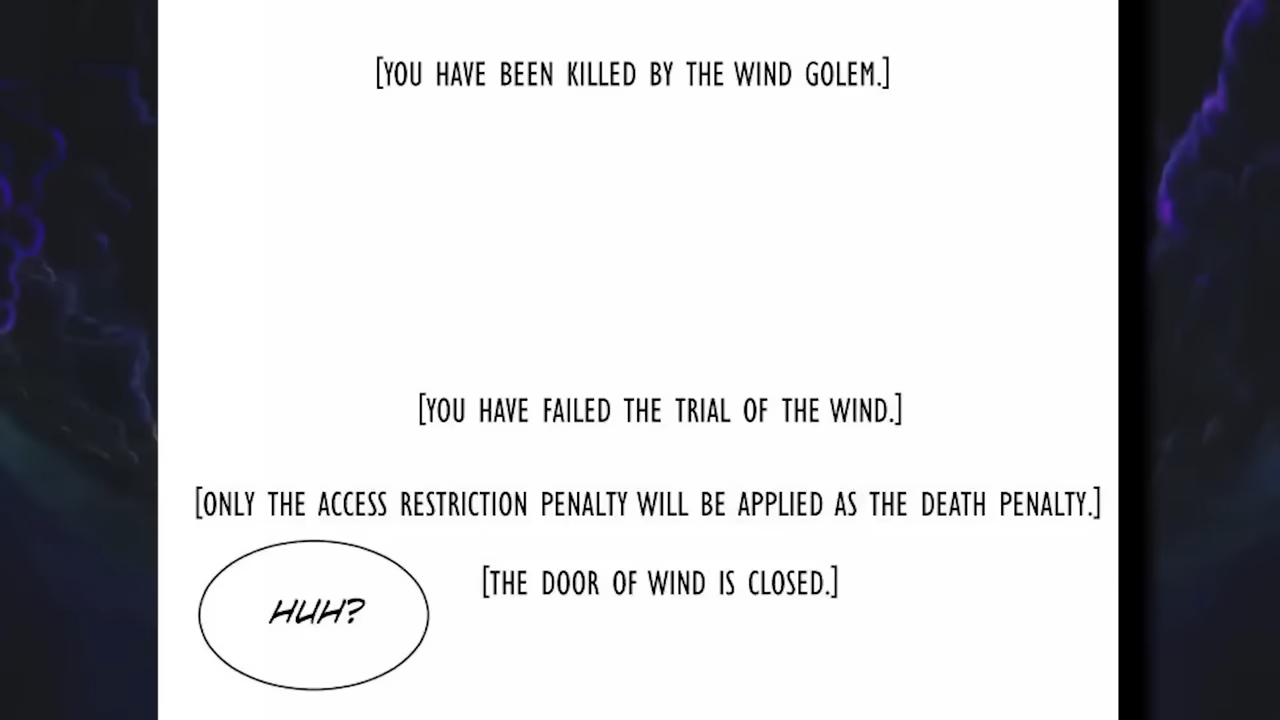 [YOU HAVE BEEN KILLED BY THE WIND GOLEM.]
[YOU HAVE FAILED THE TRIAL OF THE WIND.]
[ONLY THE ACCESS RESTRICTION PENALTY WILL BE APPLIED AS THE DEATH PENALTY.]
[THE DOOR OF WIND IS CLOSED.]
HUH?